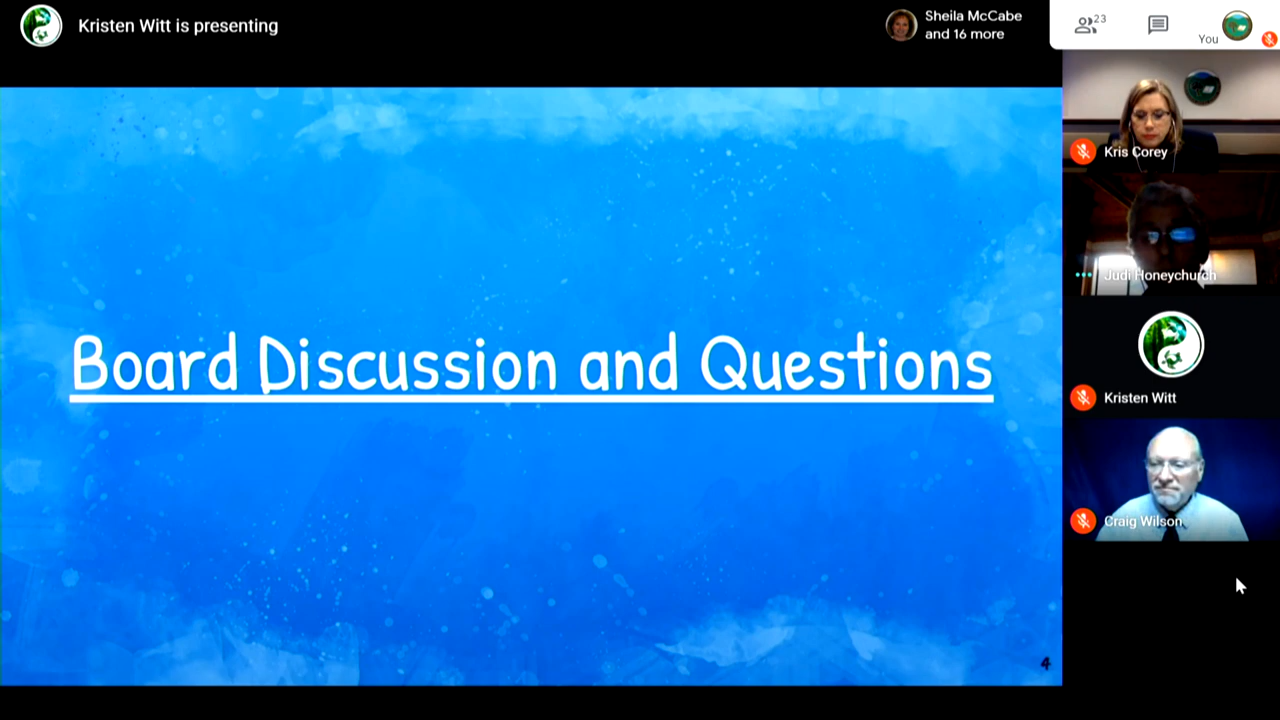 Kristen Witt is presenting
Sheila McCabe
and 16 more
23
You
Kris Corey
Judi Honeychurch
Board Discussion and Questions
Kristen Witt
Craig Wilson
4